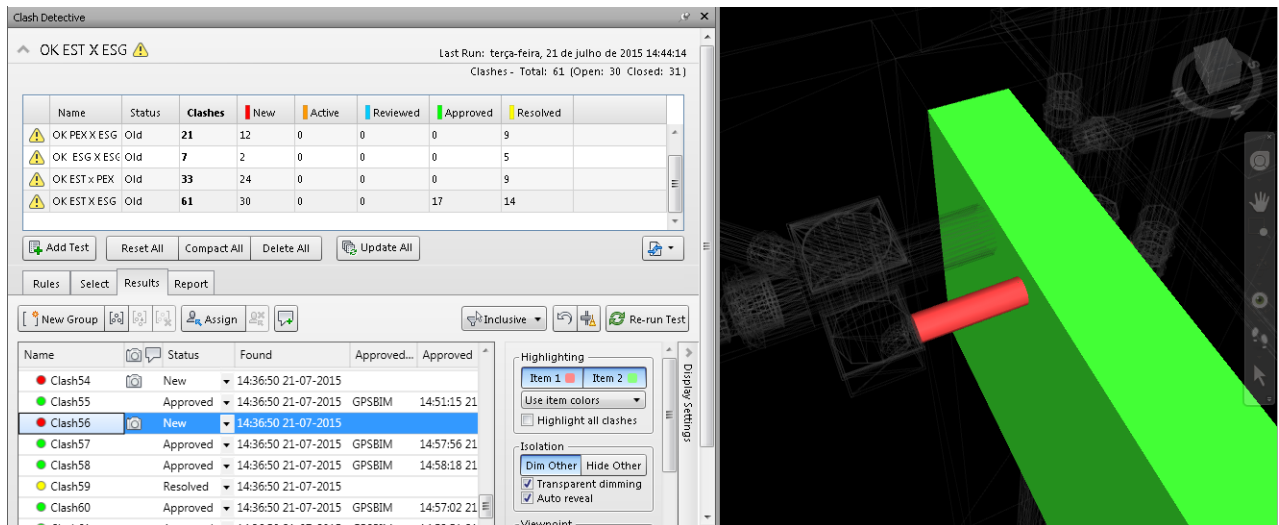 Clash Detective
OK EST X ESG
Last Run: terça-feira, 21 de julho de 2015 14:44:14
Clashes - Total: 61 (Open: 30 Closed: 31)
Name Status Clashes New Active Reviewed Approved Resolved
OK PEX X ESG Old 21 12 0 0 0 9
OK ESG X ESG Old 7 2 0 0 0 5
OK EST x PEX Old 33 24 0 0 0 9
OK EST X ESG Old 61 30 0 0 17 14
Add Test Reset All Compact All Delete All Update All
Rules Select Results Report
New Group Assign Inclusive Re-run Test
Name Status Found Approved... Approved
Clash54 New 14:36:50 21-07-2015
Clash55 Approved 14:36:50 21-07-2015 GPSBIM 14:51:15 21
Clash56 New 14:36:50 21-07-2015
Clash57 Approved 14:36:50 21-07-2015 GPSBIM 14:57:56 21
Clash58 Approved 14:36:50 21-07-2015 GPSBIM 14:58:18 21
Clash59 Resolved 14:36:50 21-07-2015
Clash60 Approved 14:36:50 21-07-2015 GPSBIM 14:57:02 21
Highlighting
Item 1 Item 2
Use item colors
Highlight all clashes
Isolation
Dim Other Hide Other
Transparent dimming
Auto reveal
Viewpoint
Display Settings